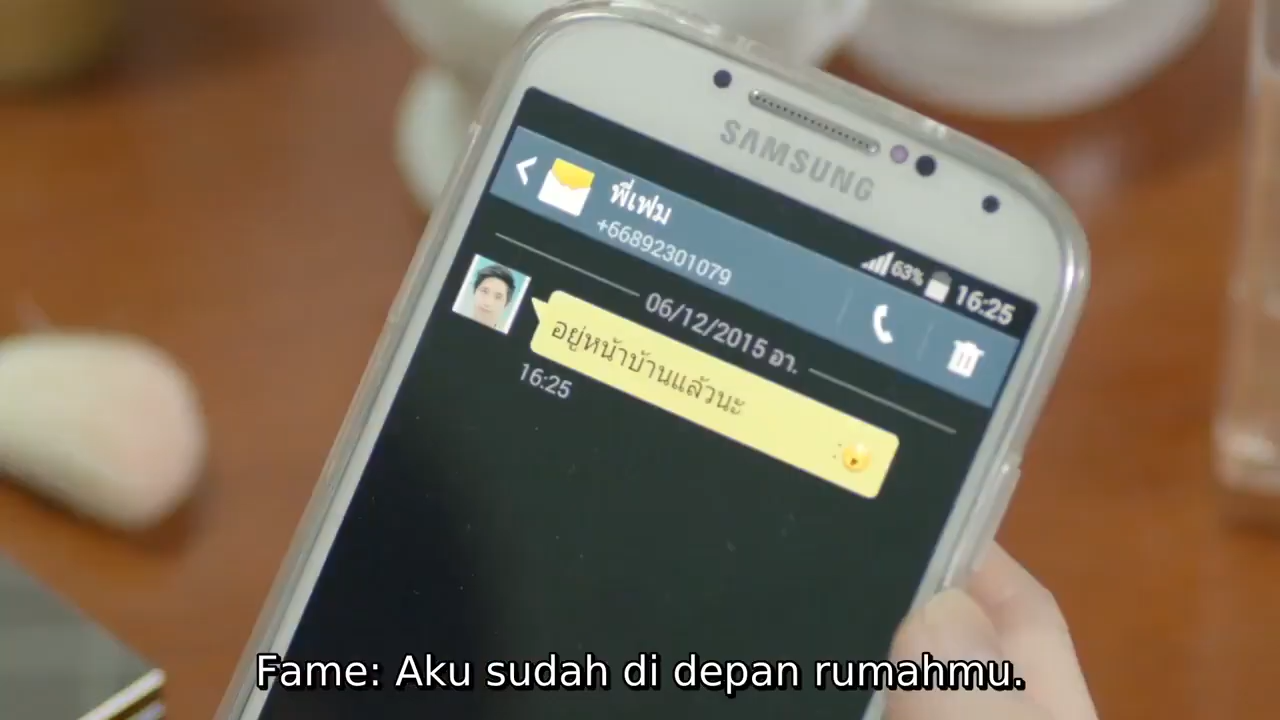 SAMSUNG
63% 16:25
พี่เฟม
+66892301079
06/12/2015 อา.
อยู่หน้าบ้านแล้วนะ
16:25
Fame: Aku sudah di depan rumahmu.